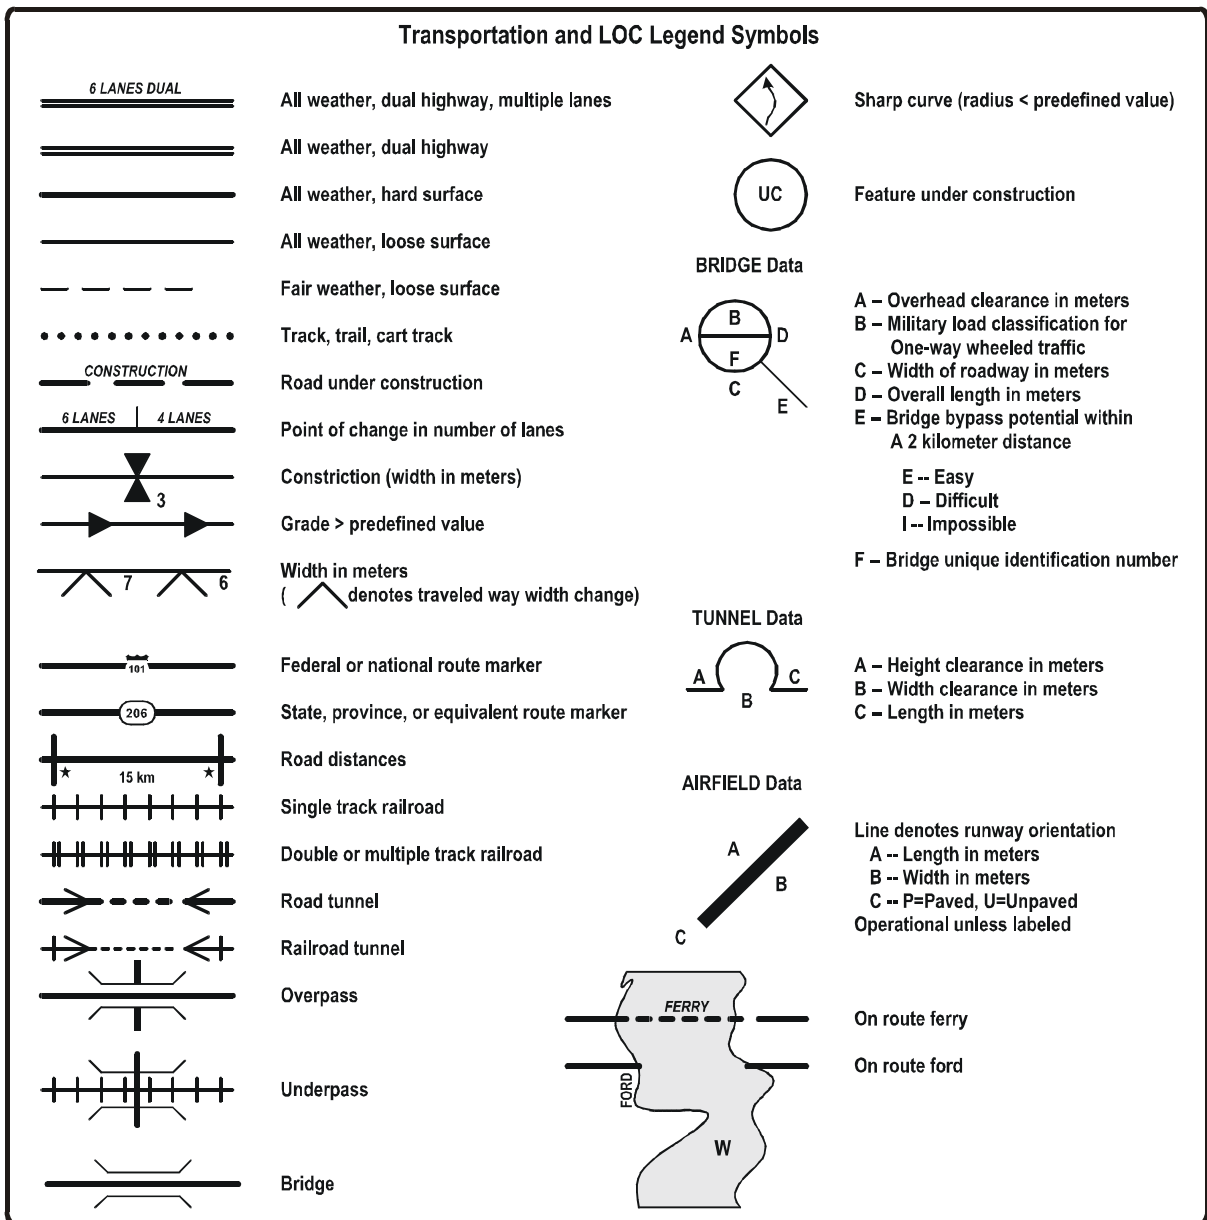 Transportation and LOC Legend Symbols
6 LANES DUAL
All weather, dual highway, multiple lanes
All weather, dual highway
All weather, hard surface
All weather, loose surface
Fair weather, loose surface
Track, trail, cart track
CONSTRUCTION
Road under construction
6 LANES 4 LANES
Point of change in number of lanes
3
Constriction (width in meters)
Grade > predefined value
7 6
Width in meters
( denotes traveled way width change)
101
Federal or national route marker
206
State, province, or equivalent route marker
15 km
Road distances
Single track railroad
Double or multiple track railroad
Road tunnel
Railroad tunnel
Overpass
Underpass
Bridge
Sharp curve (radius < predefined value)
UC
Feature under construction
BRIDGE Data
B
A D
F
C
E
A – Overhead clearance in meters
B – Military load classification for
One-way wheeled traffic
C – Width of roadway in meters
D – Overall length in meters
E – Bridge bypass potential within
A 2 kilometer distance
E -- Easy
D – Difficult
I -- Impossible
F – Bridge unique identification number
TUNNEL Data
A C
B
A – Height clearance in meters
B – Width clearance in meters
C – Length in meters
AIRFIELD Data
A
B
C
Line denotes runway orientation
A -- Length in meters
B -- Width in meters
C -- P=Paved, U=Unpaved
Operational unless labeled
FERRY
On route ferry
FORD
On route ford
W